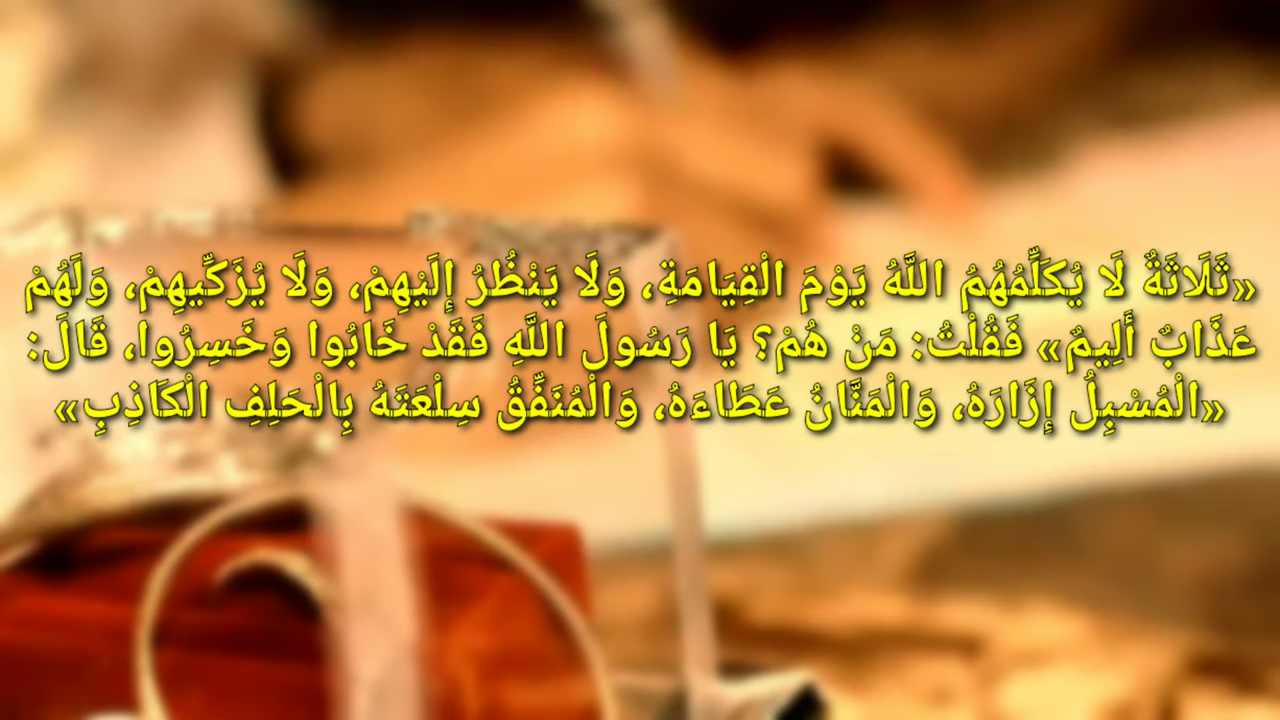 «ثَلَاثَةٌ لَا يُكَلِّمُهُمُ اللَّهُ يَوْمَ الْقِيَامَةِ، وَلَا يَنْظُرُ إِلَيْهِمْ، وَلَا يُزَكِّيهِمْ، وَلَهُمْ
عَذَابٌ أَلِيمٌ» فَقُلْتُ: مَنْ هُمْ؟ يَا رَسُولَ اللَّهِ فَقَدْ خَابُوا وَخَسِرُوا، قَالَ:
«الْمُسْبِلُ إِزَارَهُ، وَالْمَنَّانُ عَطَاءَهُ، وَالْمُنَفِّقُ سِلْعَتَهُ بِالْحَلِفِ الْكَاذِبِ»